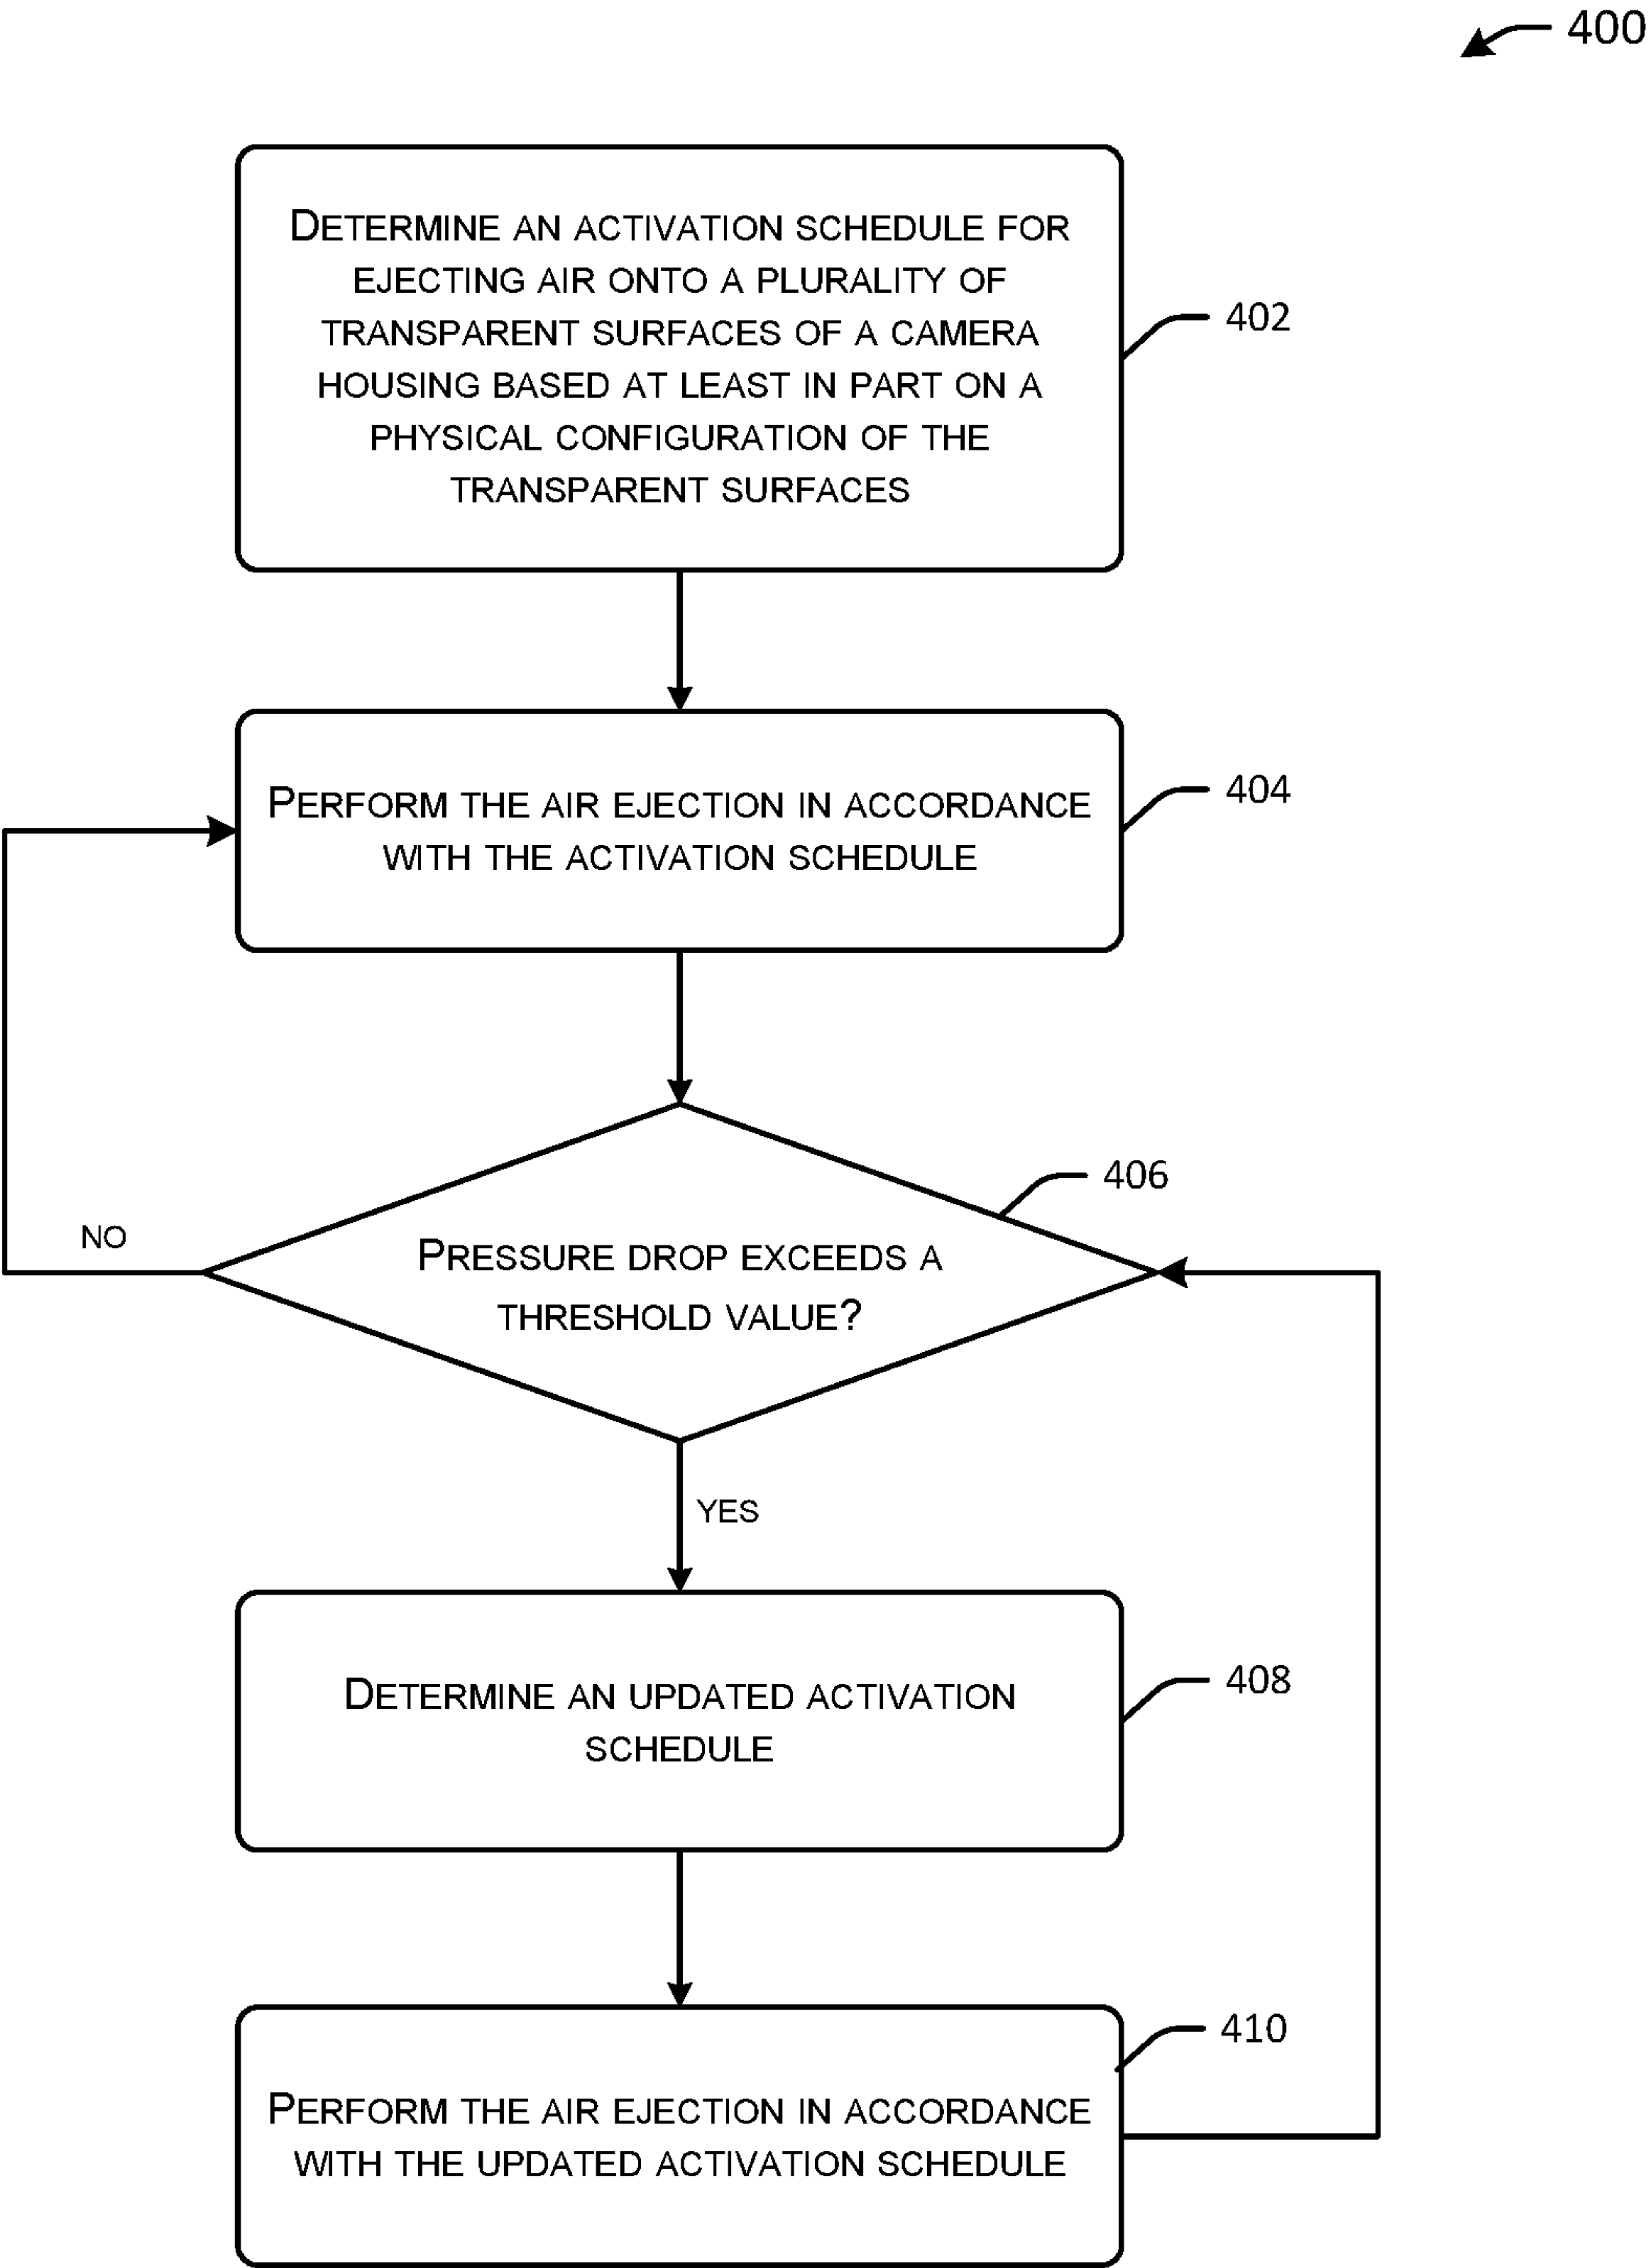 400
DETERMINE AN ACTIVATION SCHEDULE FOR
EJECTING AIR ONTO A PLURALITY OF
TRANSPARENT SURFACES OF A CAMERA
HOUSING BASED AT LEAST IN PART ON A
PHYSICAL CONFIGURATION OF THE
TRANSPARENT SURFACES
402
PERFORM THE AIR EJECTION IN ACCORDANCE
WITH THE ACTIVATION SCHEDULE
404
406
NO
PRESSURE DROP EXCEEDS A
THRESHOLD VALUE?
YES
DETERMINE AN UPDATED ACTIVATION
SCHEDULE
408
PERFORM THE AIR EJECTION IN ACCORDANCE
WITH THE UPDATED ACTIVATION SCHEDULE
410